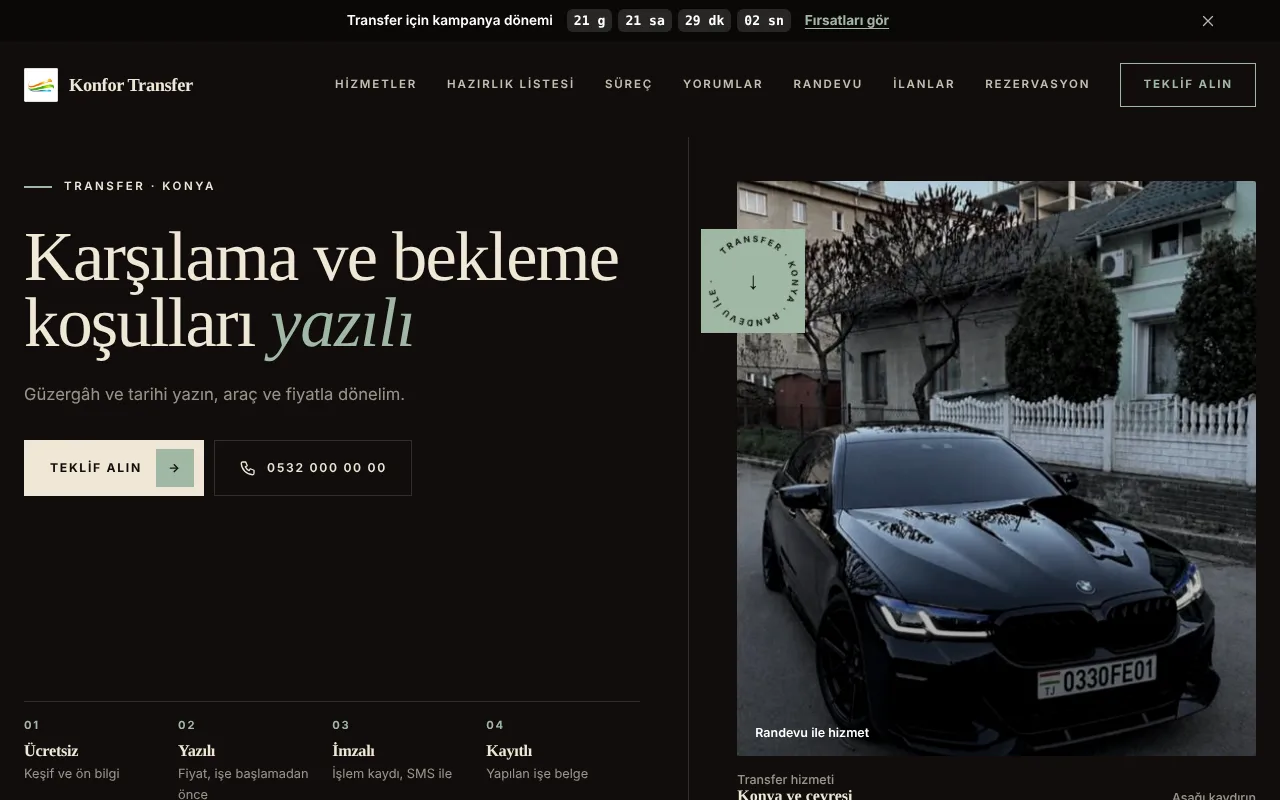 Transfer için kampanya dönemi 21 g 21 sa 29 dk 02 sn Fırsatları gör
Konfor Transfer
HİZMETLER HAZIRLIK LİSTESİ SÜREÇ YORUMLAR RANDEVU İLANLAR REZERVASYON TEKLİF ALIN
TRANSFER · KONYA
Karşılama ve bekleme
koşulları yazılı
Güzergâh ve tarihi yazın, araç ve fiyatla dönelim.
TEKLİF ALIN → 0532 000 00 00
01
Ücretsiz
Keşif ve ön bilgi
02
Yazılı
Fiyat, işe başlamadan
önce
03
İmzalı
İşlem kaydı, SMS ile
04
Kayıtlı
Yapılan işe belge
TRANSFER · KONYA · RANDEVU İLE ·
↓
TJ 0330FE01
Randevu ile hizmet
Transfer hizmeti
Konya ve çevresi
Aşağı kaydırın